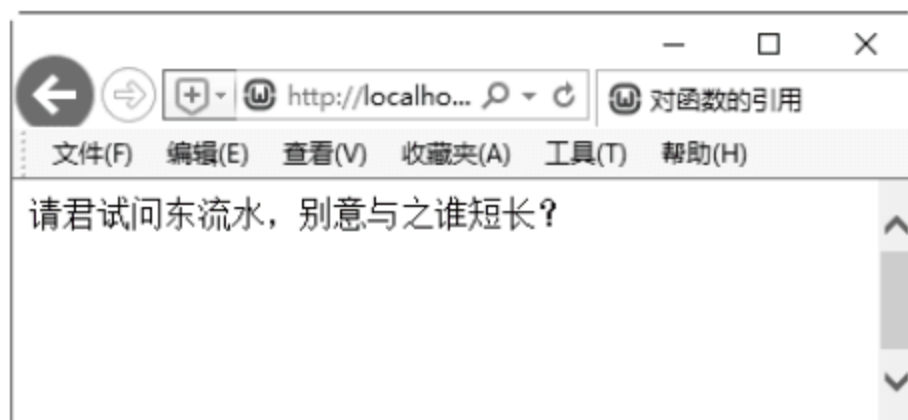 http://localho... 对函数的引用
文件(F) 编辑(E) 查看(V) 收藏夹(A) 工具(T) 帮助(H)
请君试问东流水，别意与之谁短长？